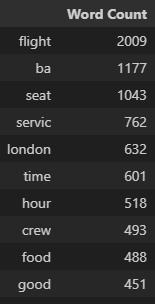 Word Count
flight 2009
ba 1177
seat 1043
servic 762
london 632
time 601
hour 518
crew 493
food 488
good 451